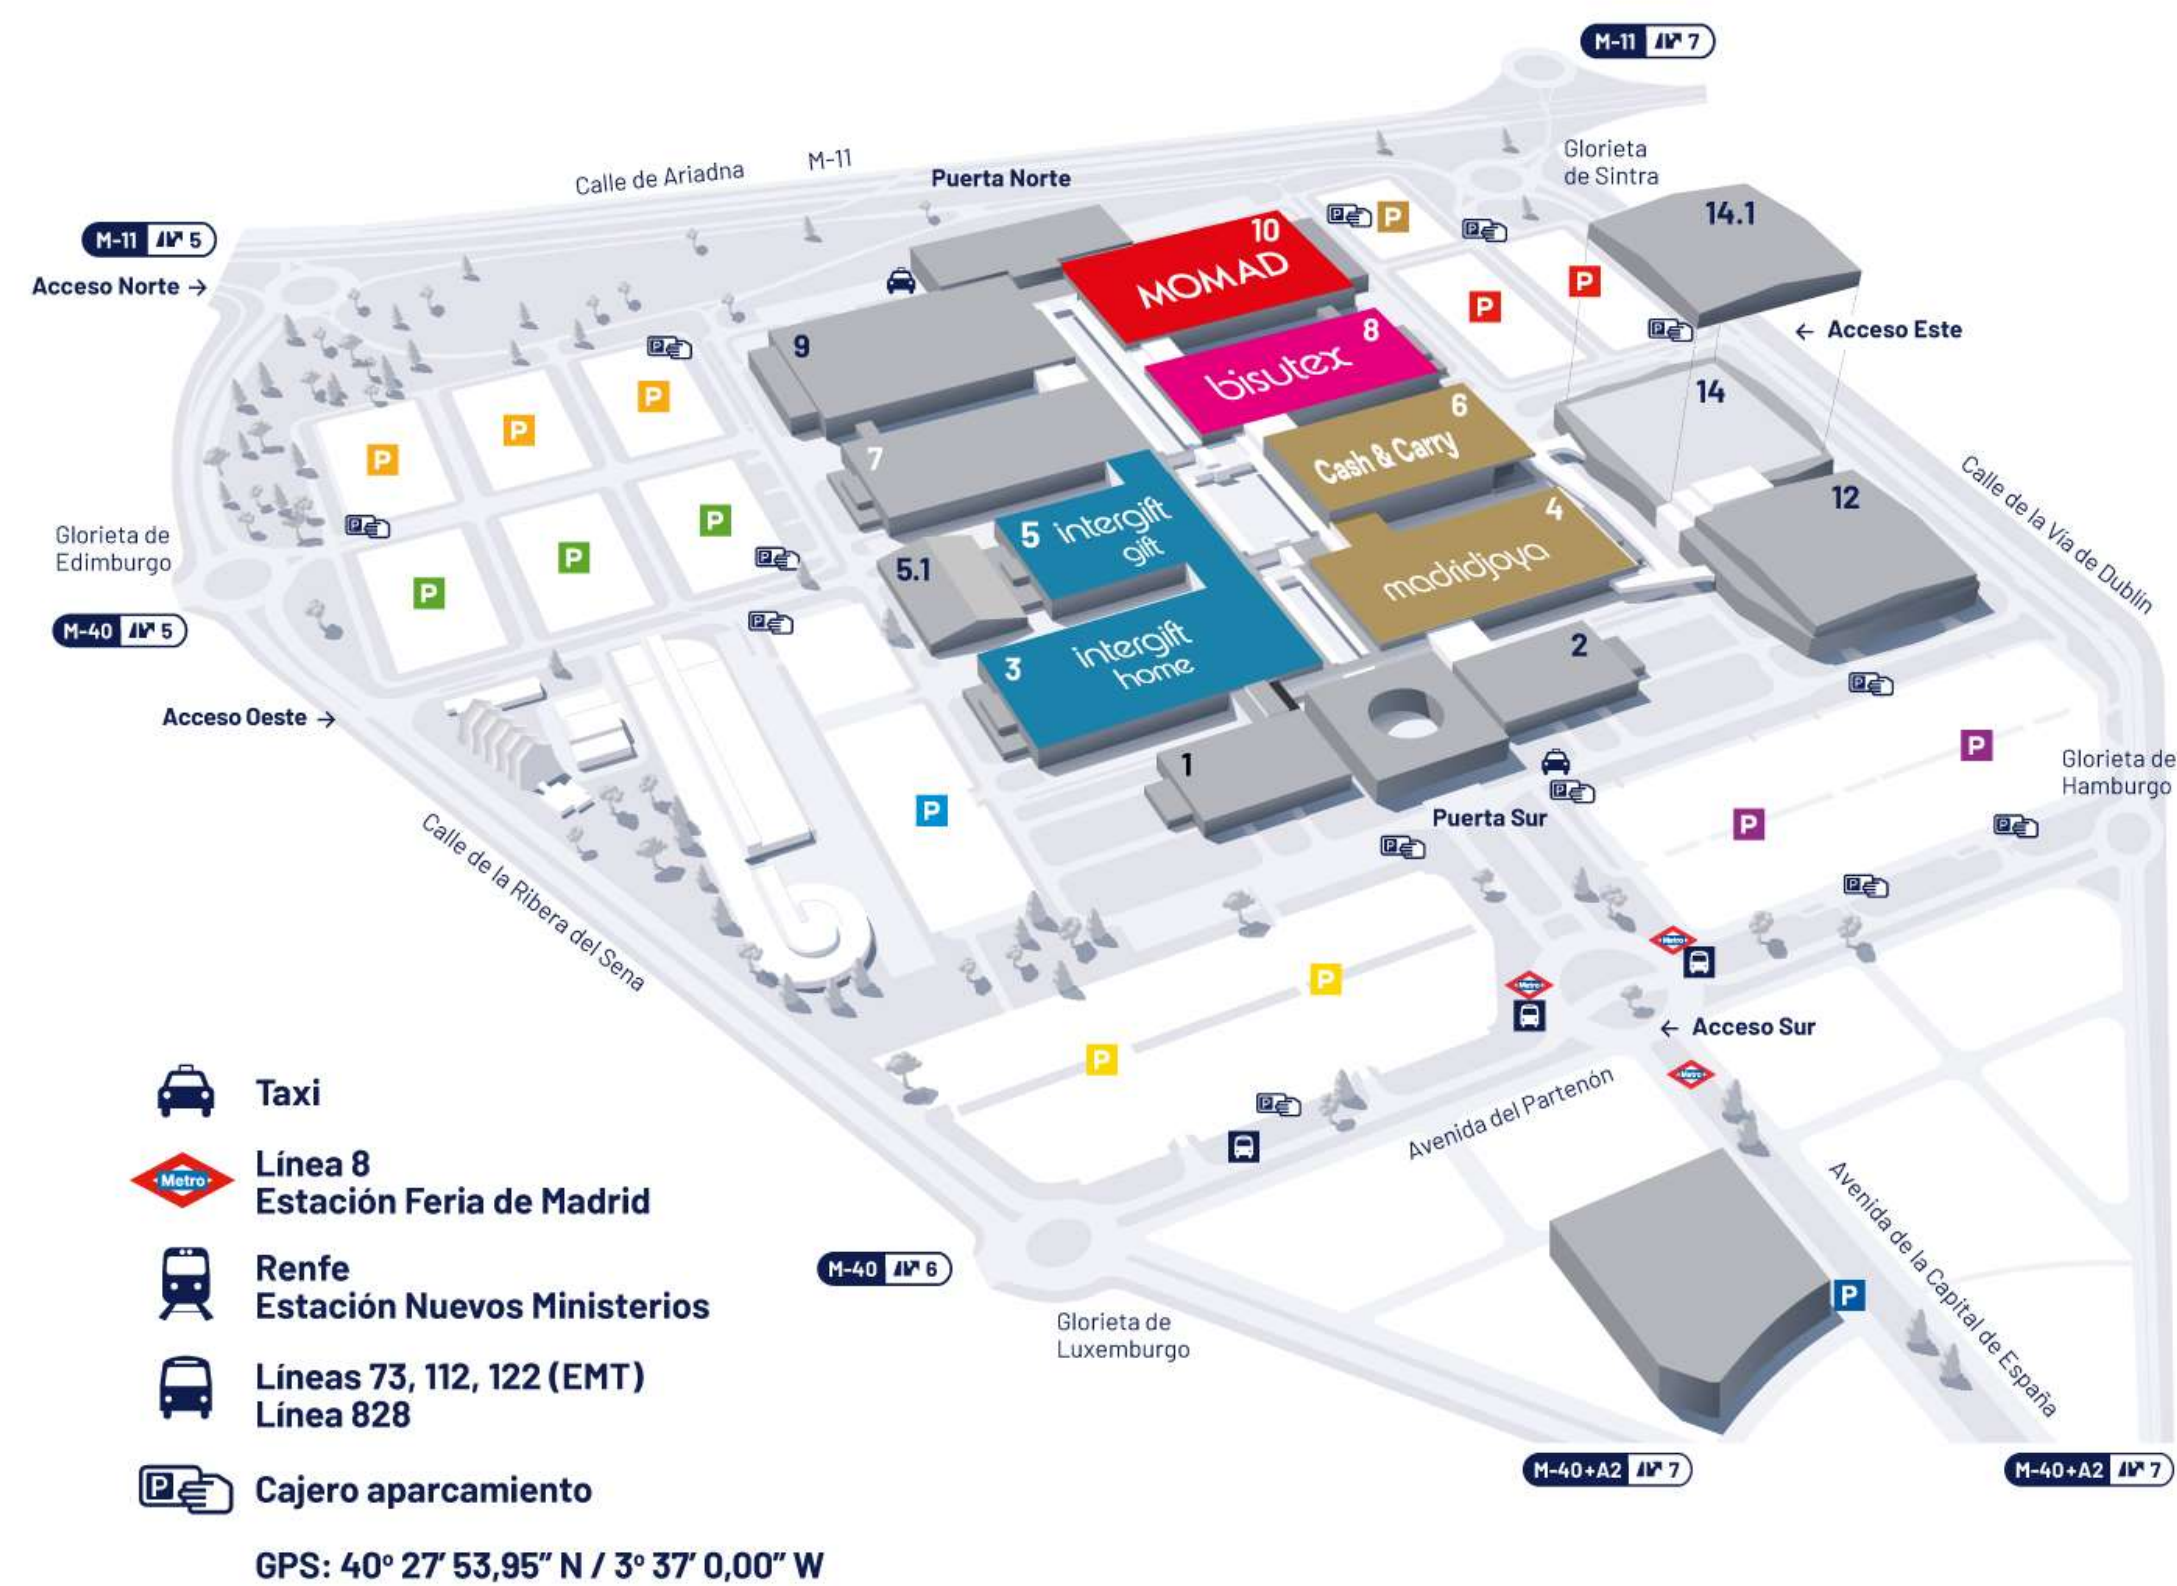 M-11 7
Glorieta
de Sintra
Calle de Ariadna
M-11
Puerta Norte
M-11 5
Acceso Norte →
10
MOMAD
P
P
P
14.1
← Acceso Este
8
bisutex
9
14
6
Cash & Carry
7
P
P
P
P
P
P
12
Calle de la Vía de Dublín
Glorieta de
Edimburgo
M-40 5
5 intergift
gift
5.1
4
madridjoya
3
intergift
home
2
Acceso Oeste →
1
P
P
P
Glorieta de
Hamburgo
Puerta Sur
Calle de la Ribera del Sena
P
P
Metro
Metro
← Acceso Sur
Metro
Avenida del Partenón
Avenida de la Capital de España
P
M-40 6
Glorieta de
Luxemburgo
M-40+A2 7
M-40+A2 7
Taxi
Metro
Línea 8
Estación Feria de Madrid
Renfe
Estación Nuevos Ministerios
Líneas 73, 112, 122 (EMT)
Línea 828
P
Cajero aparcamiento
GPS: 40º 27’ 53,95” N / 3º 37’ 0,00” W